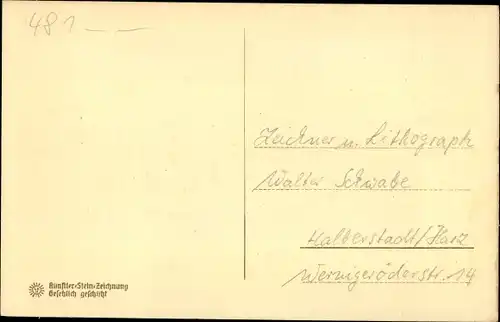 481 _ _
Zeichner u. Lithograph
Walter Schwabe
Halberstadt/Harz
Wernigeröderstr. 14
Künstler-Stein-Zeichnung
Gesetzlich geschützt